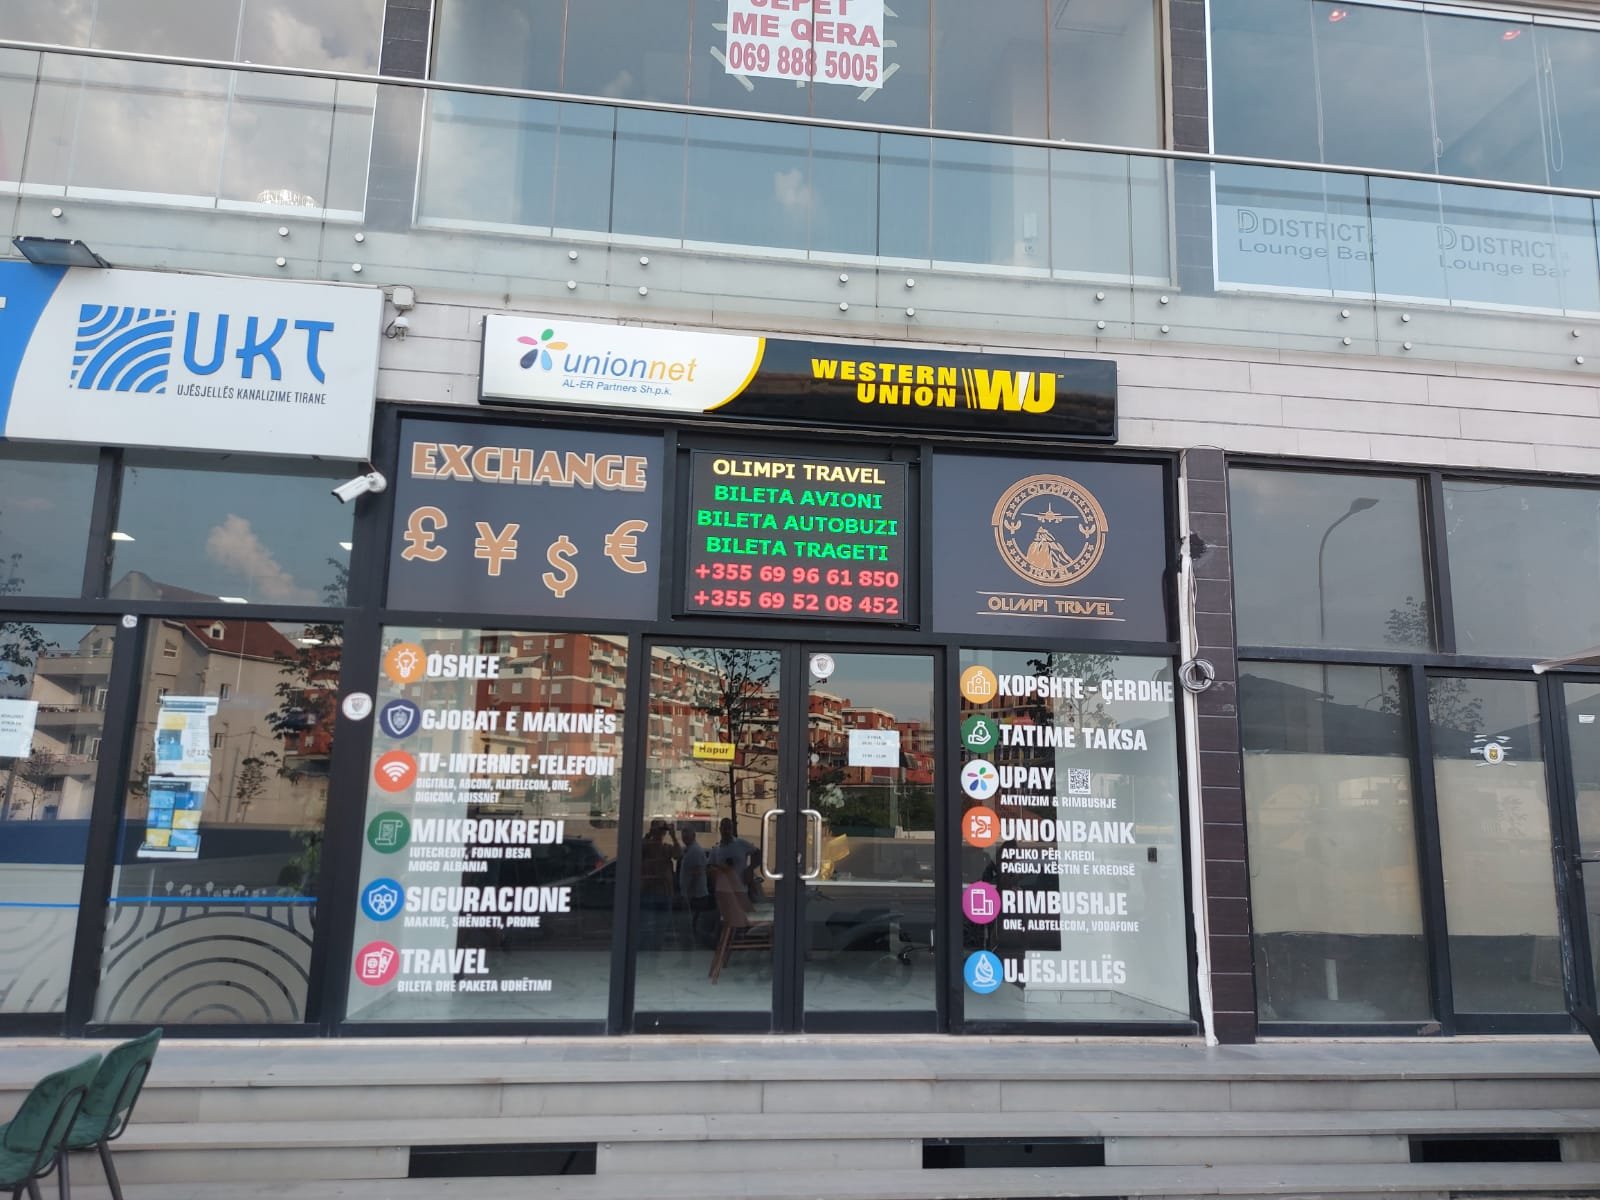 JEPET
ME QERA
069 888 5005
DISTRICT
Lounge Bar
DISTRICT
Lounge Bar
UKT
UJËSJELLËS KANALIZIME TIRANE
unionnet
AL-ER Partners Sh.p.k.
WESTERN
UNION
WU
EXCHANGE
£ ¥ $ €
OLIMPI TRAVEL
BILETA AVIONI
BILETA AUTOBUZI
BILETA TRAGETI
+355 69 96 61 850
+355 69 52 08 452
OLIMPI
TRAVEL
OLIMPI TRAVEL
OSHEE
GJOBAT E MAKINËS
TV-INTERNET-TELEFONI
DIGITALB, ABCOM, ALBTELECOM, ONE,
DIGICOM, ABISSNET
MIKROKREDI
IUTECREDIT, FONDI BESA
MOGO ALBANIA
SIGURACIONE
MAKINE, SHËNDETI, PRONE
TRAVEL
BILETA DHE PAKETA UDHËTIMI
Hapur
KOPSHTE-ÇERDHE
TATIME TAKSA
UPAY
AKTIVIZIM & RIMBUSHJE
UNIONBANK
APLIKO PËR KREDI
PAGUAJ KËSTIN E KREDISË
RIMBUSHJE
ONE, ALBTELECOM, VODAFONE
UJËSJELLËS